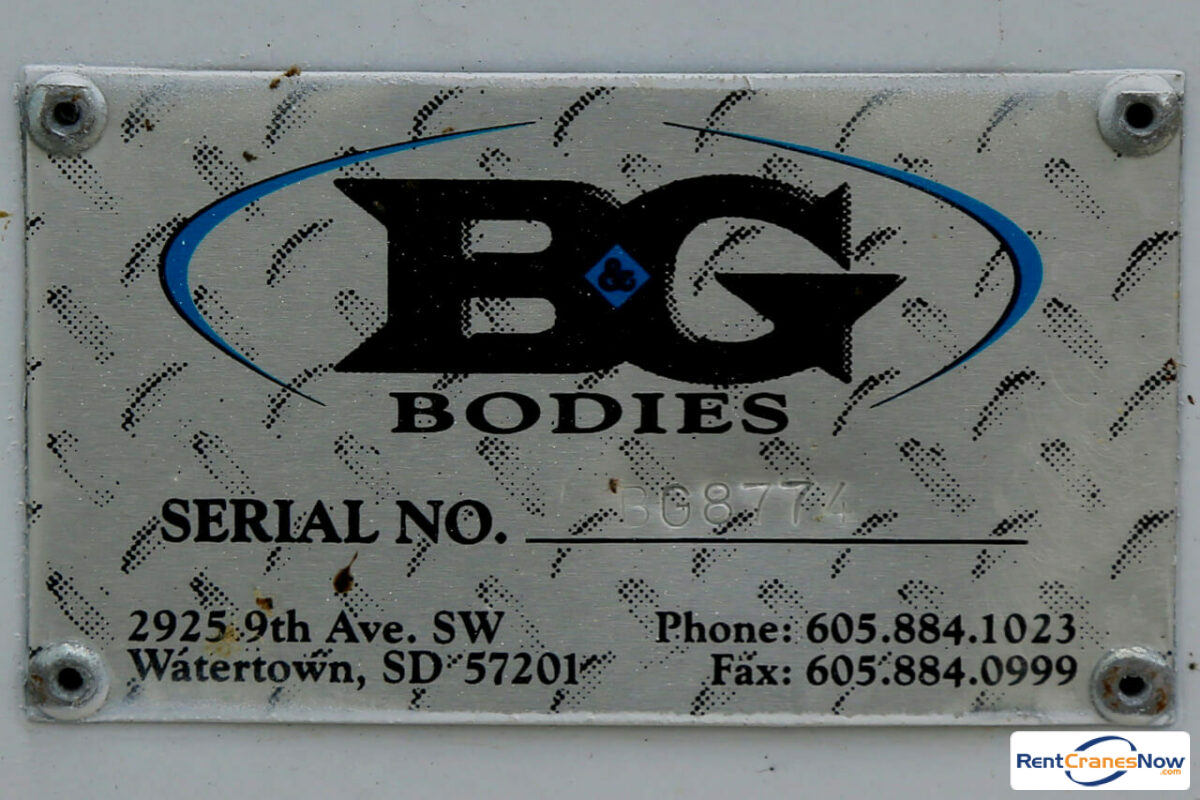 B&G
BODIES
SERIAL NO. BG8774
2925 9th Ave. SW
Watertown, SD 57201
Phone: 605.884.1023
Fax: 605.884.0999
RentCranesNow
.com